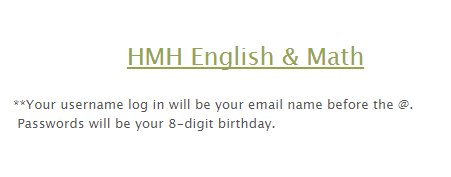 HMH English & Math
**Your username log in will be your email name before the @.
Passwords will be your 8-digit birthday.